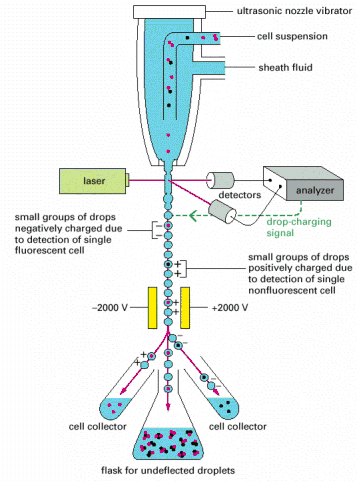 ultrasonic nozzle vibrator
cell suspension
sheath fluid
laser
detectors
analyzer
drop-charging
signal
small groups of drops
negatively charged due
to detection of single
fluorescent cell
− 
−
small groups of drops
positively charged due
to detection of single
nonfluorescent cell
+
+
−2000 V
+
+
+2000 V
+
+
−
−
−
−
cell collector
cell collector
flask for undeflected droplets